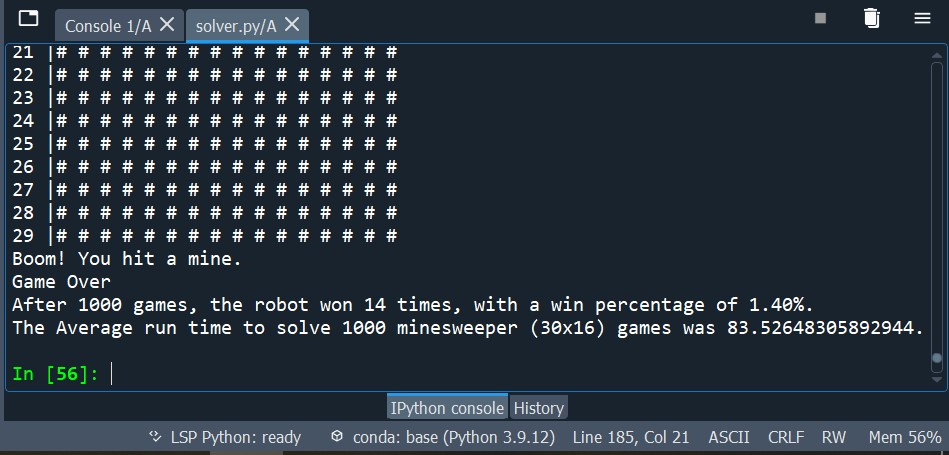 Console 1/A
solver.py/A
21 |# # # # # # # # # # # # # # # #
22 |# # # # # # # # # # # # # # # #
23 |# # # # # # # # # # # # # # # #
24 |# # # # # # # # # # # # # # # #
25 |# # # # # # # # # # # # # # # #
26 |# # # # # # # # # # # # # # # #
27 |# # # # # # # # # # # # # # # #
28 |# # # # # # # # # # # # # # # #
29 |# # # # # # # # # # # # # # # #
Boom! You hit a mine.
Game Over
After 1000 games, the robot won 14 times, with a win percentage of 1.40%.
The Average run time to solve 1000 minesweeper (30x16) games was 83.52648305892944.
In [56]:
IPython console History
LSP Python: ready conda: base (Python 3.9.12) Line 185, Col 21 ASCII CRLF RW Mem 56%